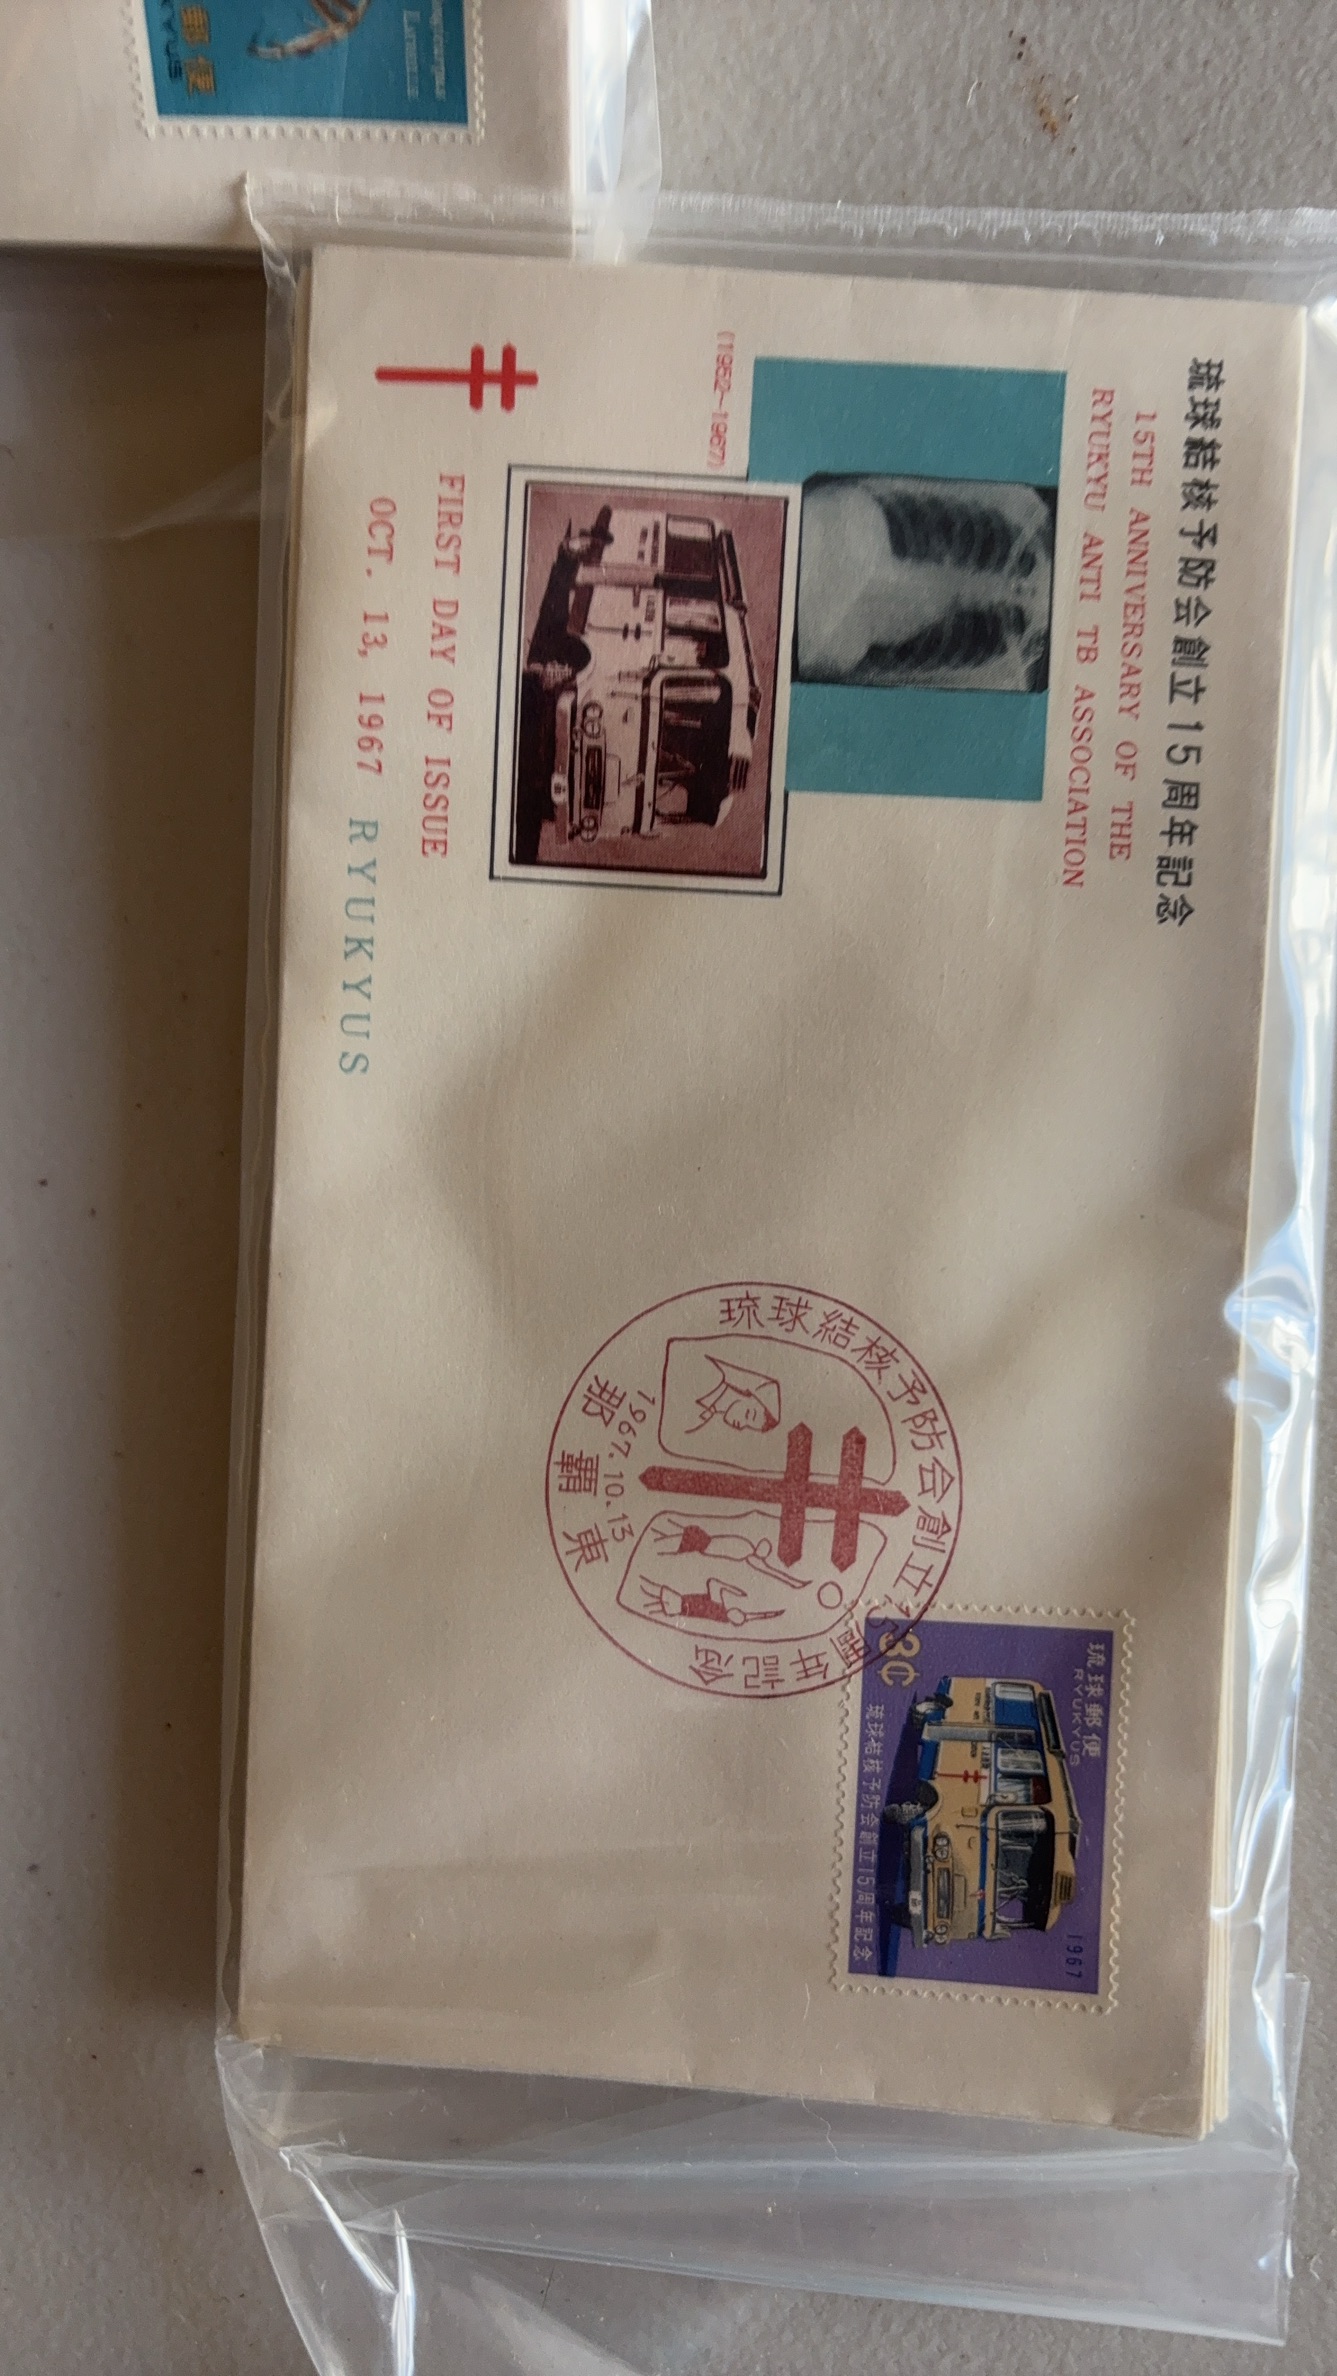 琉球結核予防会創立15周年記念
15TH ANNIVERSARY OF THE
RYUKYU ANTI TB ASSOCIATION
(1952–1967)
FIRST DAY OF ISSUE
OCT. 13, 1967 RYUKYUS
琉球結核予防会創立15周年記念
1967.10.13
那覇東
琉球郵便
RYUKYUS
1967
3¢
琉球結核予防会創立15周年記念
郵便